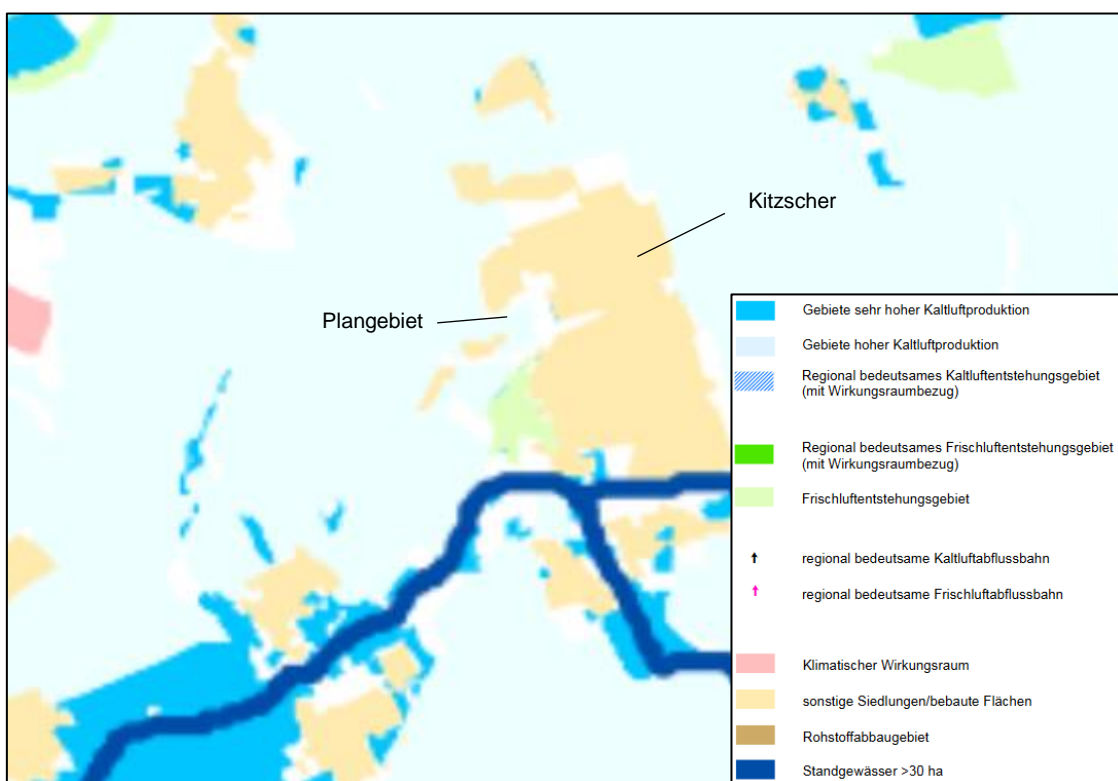 Kitzscher
Plangebiet
Gebiete sehr hoher Kaltluftproduktion
Gebiete hoher Kaltluftproduktion
Regional bedeutsames Kaltluftentstehungsgebiet
(mit Wirkungsraumbezug)
Regional bedeutsames Frischluftentstehungsgebiet
(mit Wirkungsraumbezug)
Frischluftentstehungsgebiet
regional bedeutsame Kaltluftabflussbahn
regional bedeutsame Frischluftabflussbahn
Klimatischer Wirkungsraum
sonstige Siedlungen/bebaute Flächen
Rohstoffabbaugebiet
Standgewässer >30 ha